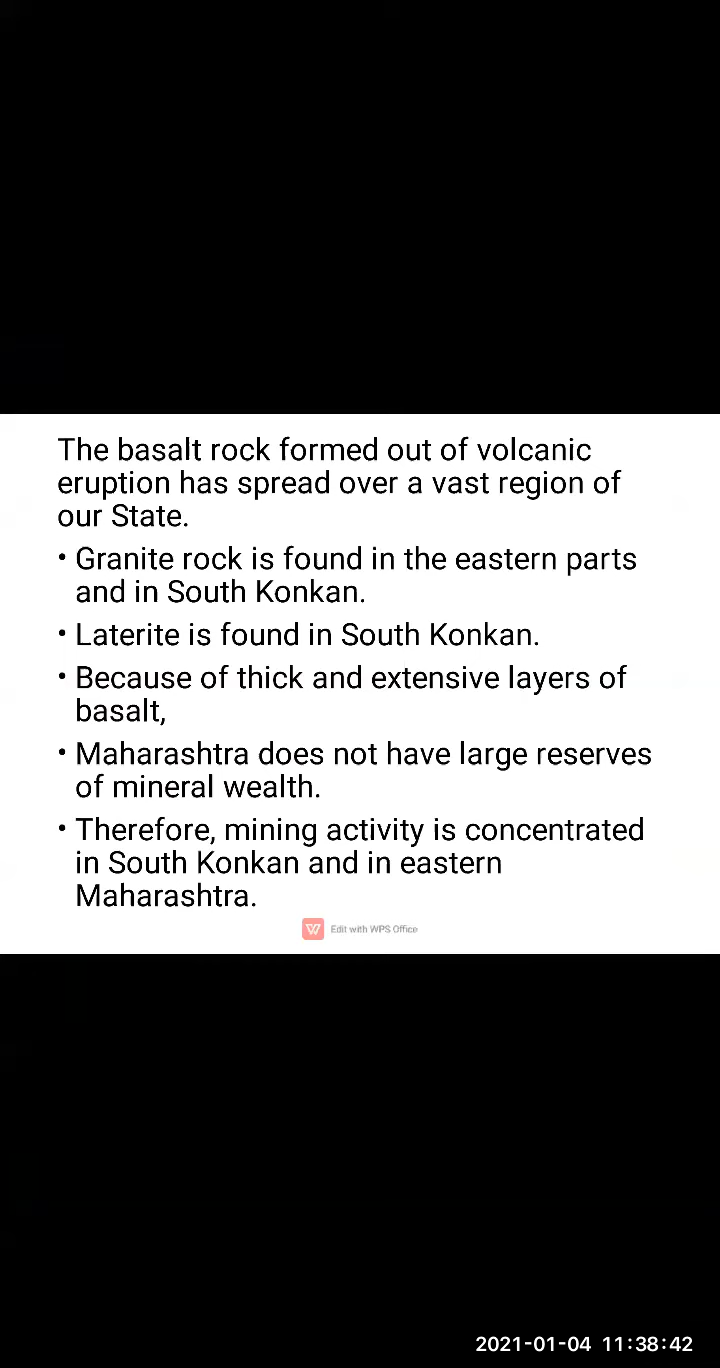 The basalt rock formed out of volcanic
eruption has spread over a vast region of
our State.
• Granite rock is found in the eastern parts
and in South Konkan.
• Laterite is found in South Konkan.
• Because of thick and extensive layers of
basalt,
• Maharashtra does not have large reserves
of mineral wealth.
• Therefore, mining activity is concentrated
in South Konkan and in eastern
Maharashtra.
Edit with WPS Office
2021-01-04 11:38:42